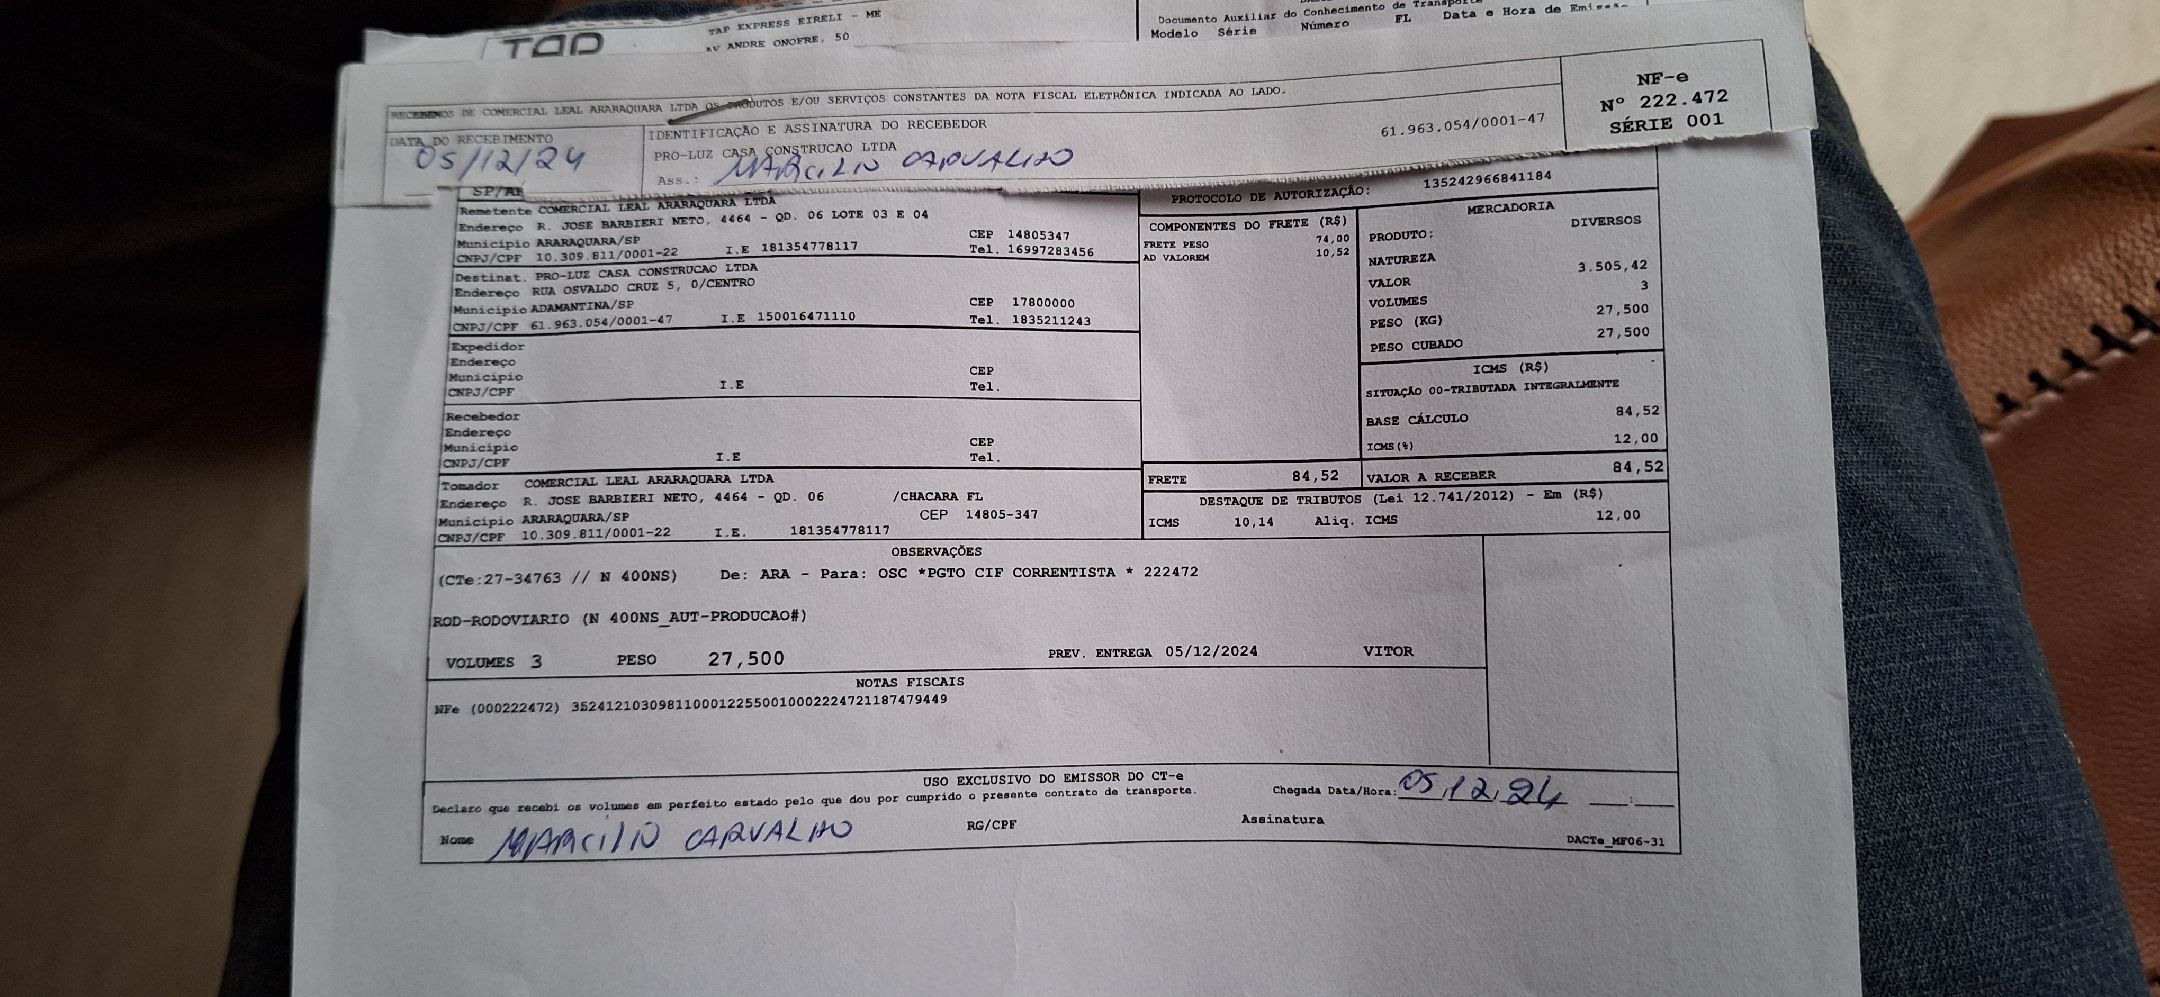 TAP
TAP EXPRESS EIRELI - ME
AV ANDRE ONOFRE, 50
Documento Auxiliar do Conhecimento de Transporte
Modelo Série Número FL Data e Hora de
RECEBEMOS DE COMERCIAL LEAL ARARAQUARA LTDA OS PRODUTOS E/OU SERVIÇOS CONSTANTES DA NOTA FISCAL ELETRÔNICA INDICADA AO LADO.
NF-e
Nº 222.472
SÉRIE 001
DATA DO RECEBIMENTO
05/12/24
IDENTIFICAÇÃO E ASSINATURA DO RECEBEDOR
PRO-LUZ CASA CONSTRUCAO LTDA 61.963.054/0001-47
Ass.: MARCILIO CARVALHO
PROTOCOLO DE AUTORIZAÇÃO: 135242966841184
Remetente COMERCIAL LEAL ARARAQUARA LTDA
Endereço R. JOSE BARBIERI NETO, 4464 - QD. 06 LOTE 03 E 04
Município ARARAQUARA/SP CEP 14805347
CNPJ/CPF 10.309.811/0001-22 I.E 181354778117 Tel. 16997283456
Destinat. PRO-LUZ CASA CONSTRUCAO LTDA
Endereço RUA OSVALDO CRUZ 5, 0/CENTRO
Município ADAMANTINA/SP CEP 17800000
CNPJ/CPF 61.963.054/0001-47 I.E 150016471110 Tel. 1835211243
Expedidor
Endereço
Município CEP
CNPJ/CPF I.E Tel.
Recebedor
Endereço
Município CEP
CNPJ/CPF I.E Tel.
Tomador COMERCIAL LEAL ARARAQUARA LTDA
Endereço R. JOSE BARBIERI NETO, 4464 - QD. 06 /CHACARA FL
Município ARARAQUARA/SP CEP 14805-347
CNPJ/CPF 10.309.811/0001-22 I.E. 181354778117
COMPONENTES DO FRETE (R$)
FRETE PESO 74,00
AD VALOREM 10,52
MERCADORIA
PRODUTO: DIVERSOS
NATUREZA
VALOR 3.505,42
VOLUMES 3
PESO (KG) 27,500
PESO CUBADO 27,500
ICMS (R$)
SITUAÇÃO 00-TRIBUTADA INTEGRALMENTE
BASE CÁLCULO 84,52
ICMS(%) 12,00
FRETE 84,52 VALOR A RECEBER 84,52
DESTAQUE DE TRIBUTOS (Lei 12.741/2012) - Em (R$)
ICMS 10,14 Aliq. ICMS 12,00
OBSERVAÇÕES
(CTe:27-34763 // N 400NS) De: ARA - Para: OSC *PGTO CIF CORRENTISTA * 222472
ROD-RODOVIARIO (N 400NS_AUT-PRODUCAO#)
VOLUMES 3 PESO 27,500 PREV. ENTREGA 05/12/2024 VITOR
NOTAS FISCAIS
NFe (000222472) 35241210309811000122550010002224721187479449
USO EXCLUSIVO DO EMISSOR DO CT-e
Declaro que recebi os volumes em perfeito estado pelo que dou por cumprido o presente contrato de transporte. Chegada Data/Hora: 05/12/24 __:__
Nome MARCILIO CARVALHO RG/CPF Assinatura
DACTe_MF06-31